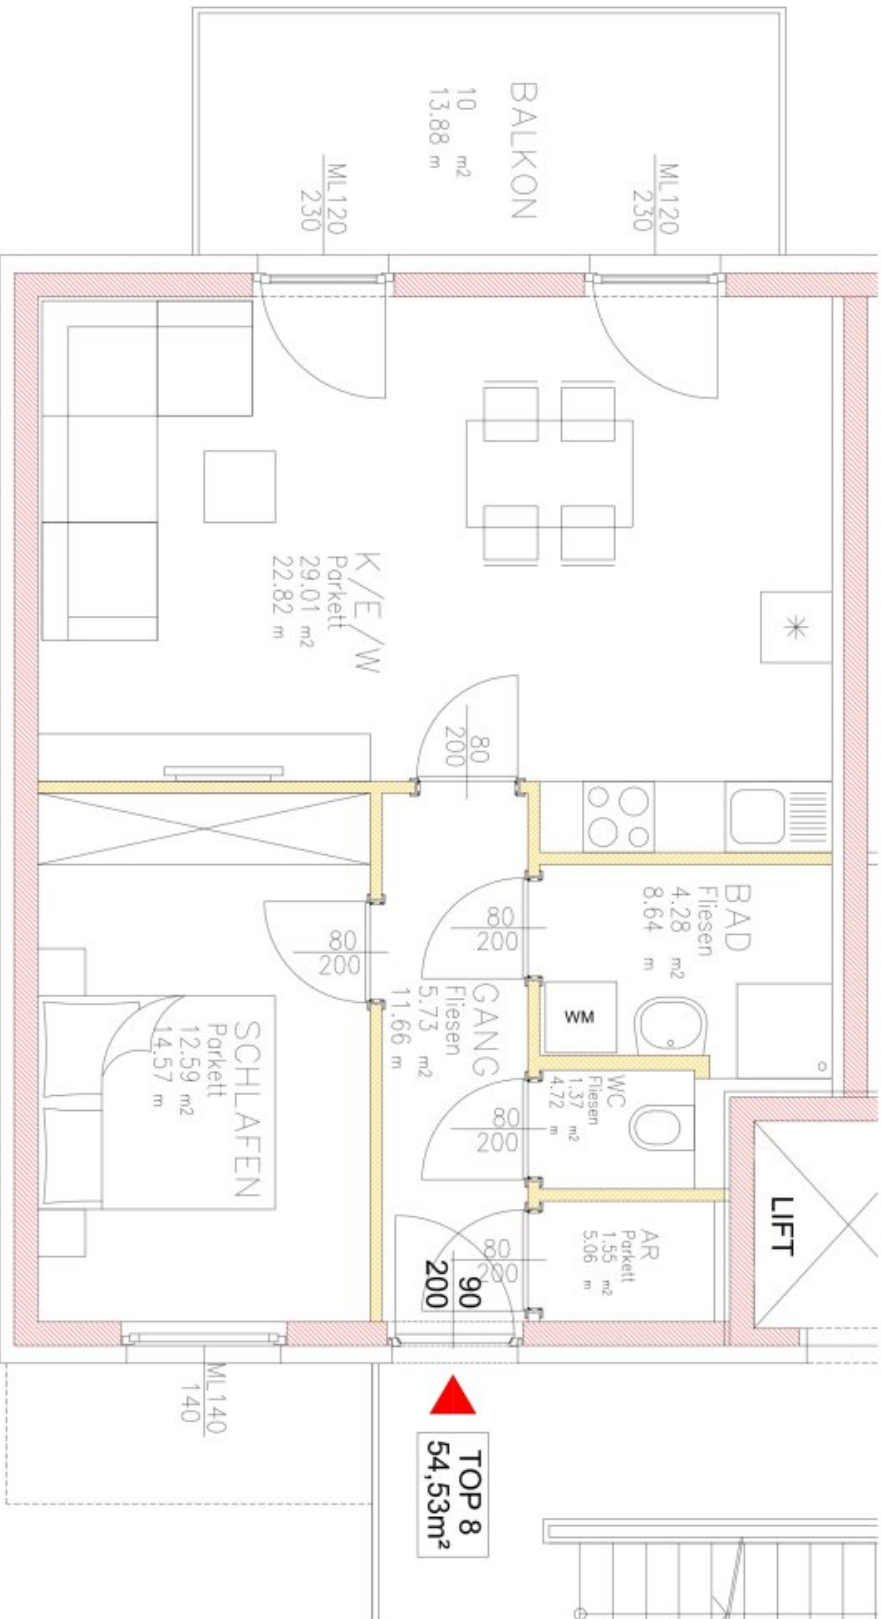 BALKON
10 m2
13.88 m
ML120
230
ML120
230
K/E/W
Parkett
29.01 m2
22.82 m
80
200
BAD
Fliesen
4.28 m2
8.64 m
80
200
80
200
WM
GANG
Fliesen
5.73 m2
11.66 m
SCHLAFEN
Parkett
12.59 m2
14.57 m
WC
Fliesen
1.37 m2
4.72 m
80
200
AR
Parkett
1.55 m2
5.06 m
80
200
90
200
LIFT
ML140
140
TOP 8
54,53m²